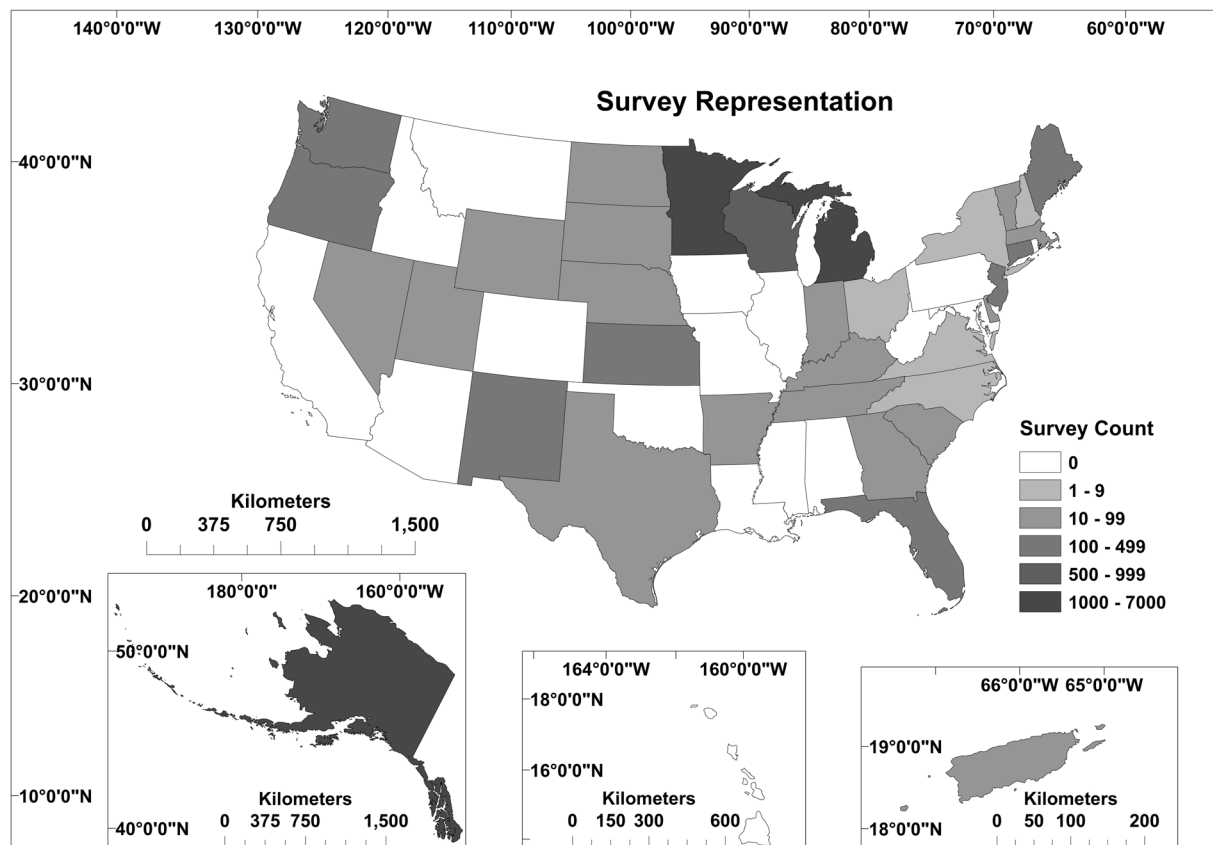 140°0'0"W 130°0'0"W 120°0'0"W 110°0'0"W 100°0'0"W 90°0'0"W 80°0'0"W 70°0'0"W 60°0'0"W
Survey Representation
40°0'0"N
30°0'0"N
20°0'0"N
10°0'0"N
Survey Count
0
1 - 9
10 - 99
100 - 499
500 - 999
1000 - 7000
Kilometers
0 375 750 1,500
180°0'0" 160°0'0"W
50°0'0"N
40°0'0"N
Kilometers
0 375 750 1,500
164°0'0"W 160°0'0"W
18°0'0"N
16°0'0"N
Kilometers
0 150 300 600
66°0'0"W 65°0'0"W
19°0'0"N
18°0'0"N
Kilometers
0 50 100 200